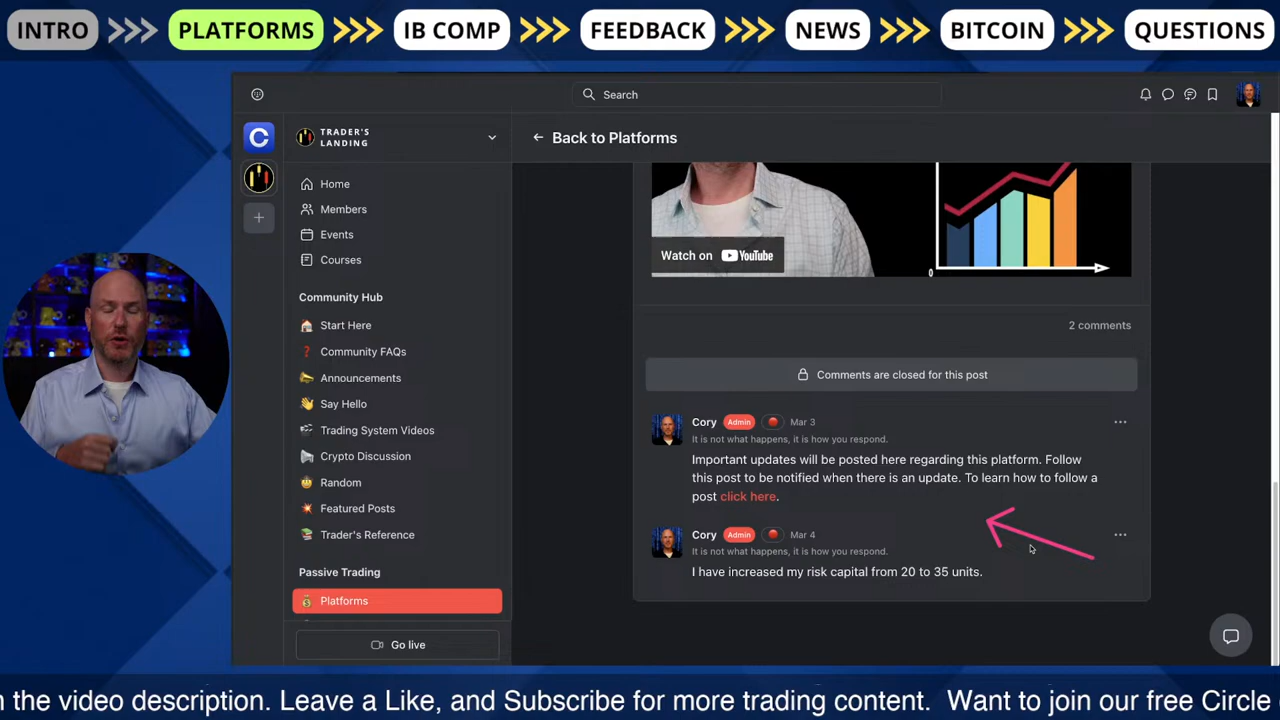 INTRO >>> PLATFORMS >>> IB COMP >>> FEEDBACK >>> NEWS >>> BITCOIN >>> QUESTIONS
Search
TRADER'S
LANDING
Back to Platforms
Home
Members
Events
Courses
Community Hub
Start Here
Community FAQs
Announcements
Say Hello
Trading System Videos
Crypto Discussion
Random
Featured Posts
Trader's Reference
Passive Trading
Platforms
Go live
Watch on YouTube
0
2 comments
Comments are closed for this post
Cory Admin Mar 3
It is not what happens, it is how you respond.
Important updates will be posted here regarding this platform. Follow
this post to be notified when there is an update. To learn how to follow a
post click here.
Cory Admin Mar 4
It is not what happens, it is how you respond.
I have increased my risk capital from 20 to 35 units.
n the video description. Leave a Like, and Subscribe for more trading content. Want to join our free Circle